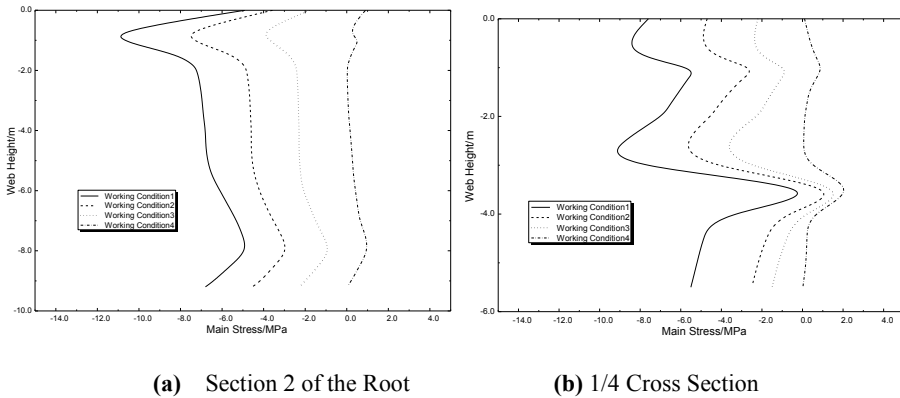 0.0
-2.0
-4.0
-6.0
-8.0
-10.0
Web Height/m
Working Condition1
Working Condition2
Working Condition3
Working Condition4
-14.0 -10.0 -8.0 -6.0 -4.0 -2.0 0.0 2.0 4.0
Main Stress/MPa
0.0
-2.0
-4.0
-6.0
Web Height/m
Working Condition1
Working Condition2
Working Condition3
Working Condition4
-14.0 -10.0 -8.0 -6.0 -4.0 -2.0 0.0 2.0 4.0
Main Stress/MPa
(a) Section 2 of the Root
(b) 1/4 Cross Section